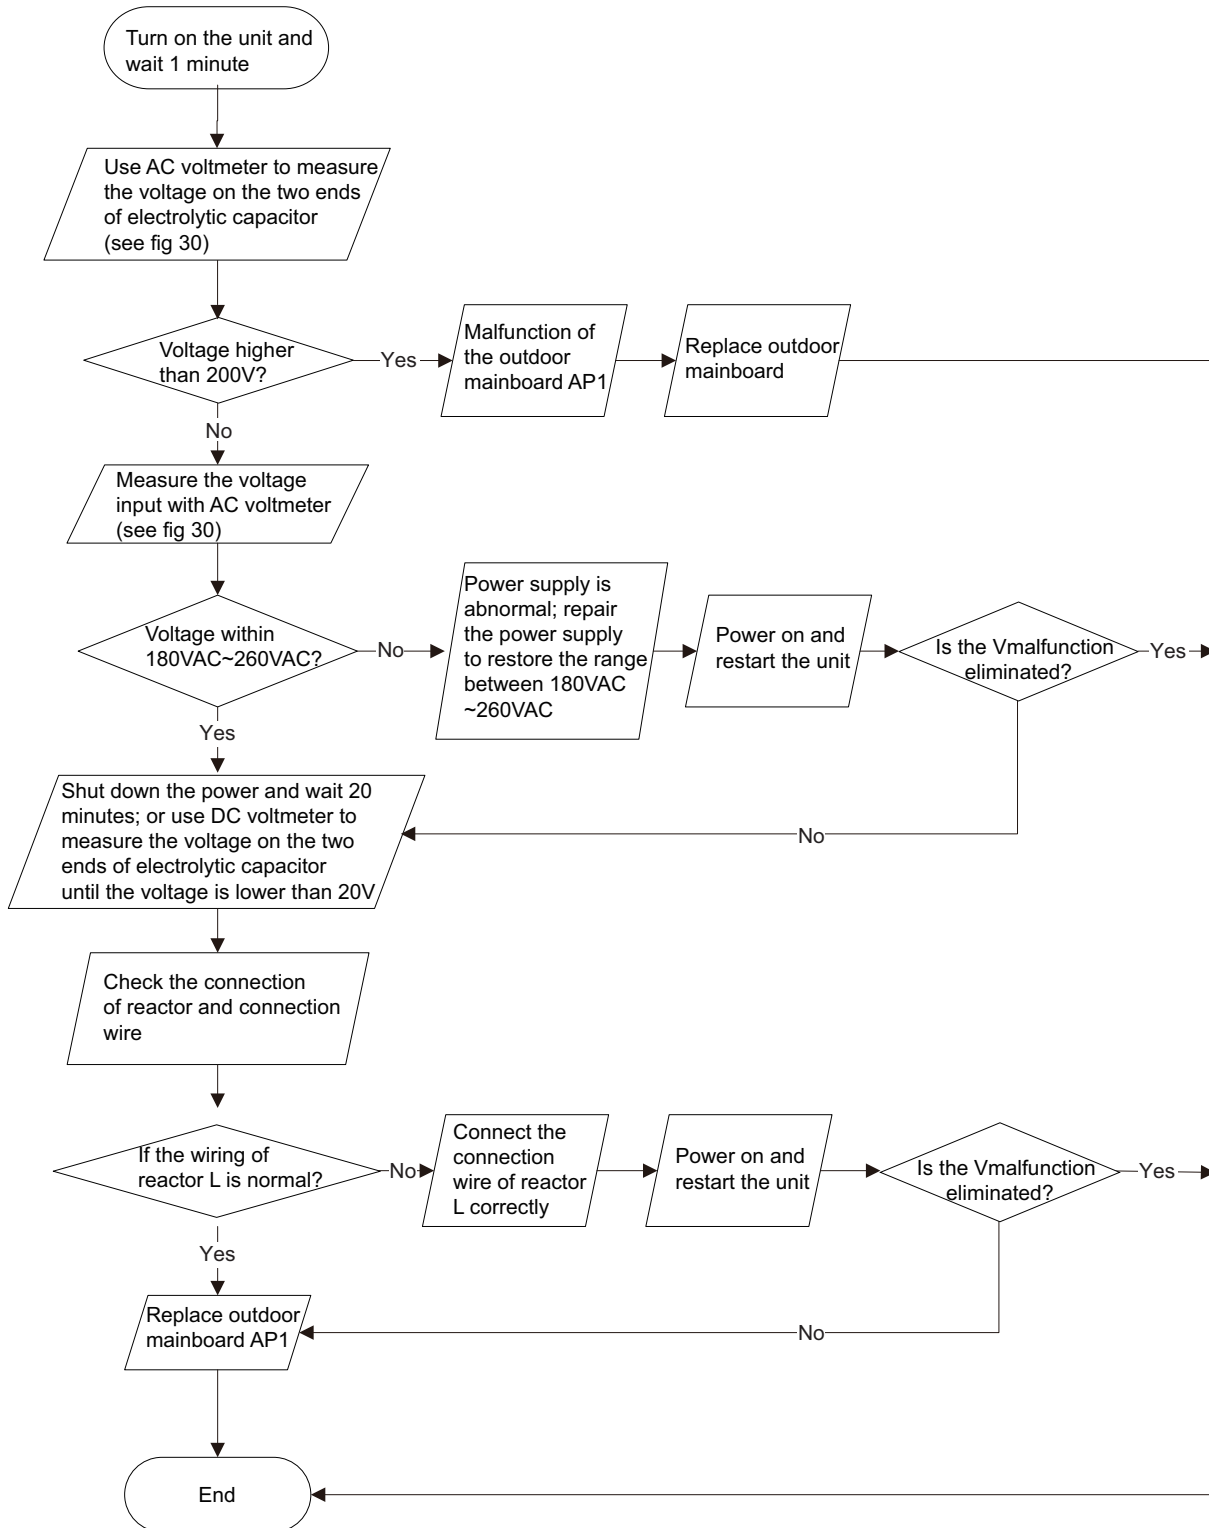 Turn on the unit and
wait 1 minute
Use AC voltmeter to measure
the voltage on the two ends
of electrolytic capacitor
(see fig 30)
Voltage higher
than 200V?
Yes
Malfunction of
the outdoor
mainboard AP1
Replace outdoor
mainboard
No
Measure the voltage
input with AC voltmeter
(see fig 30)
Voltage within
180VAC~260VAC?
No
Power supply is
abnormal; repair
the power supply
to restore the range
between 180VAC
~260VAC
Power on and
restart the unit
Is the Vmalfunction
eliminated?
Yes
Yes
No
Shut down the power and wait 20
minutes; or use DC voltmeter to
measure the voltage on the two
ends of electrolytic capacitor
until the voltage is lower than 20V
Check the connection
of reactor and connection
wire
If the wiring of
reactor L is normal?
No
Connect the
connection
wire of reactor
L correctly
Power on and
restart the unit
Is the Vmalfunction
eliminated?
Yes
Yes
No
Replace outdoor
mainboard AP1
End